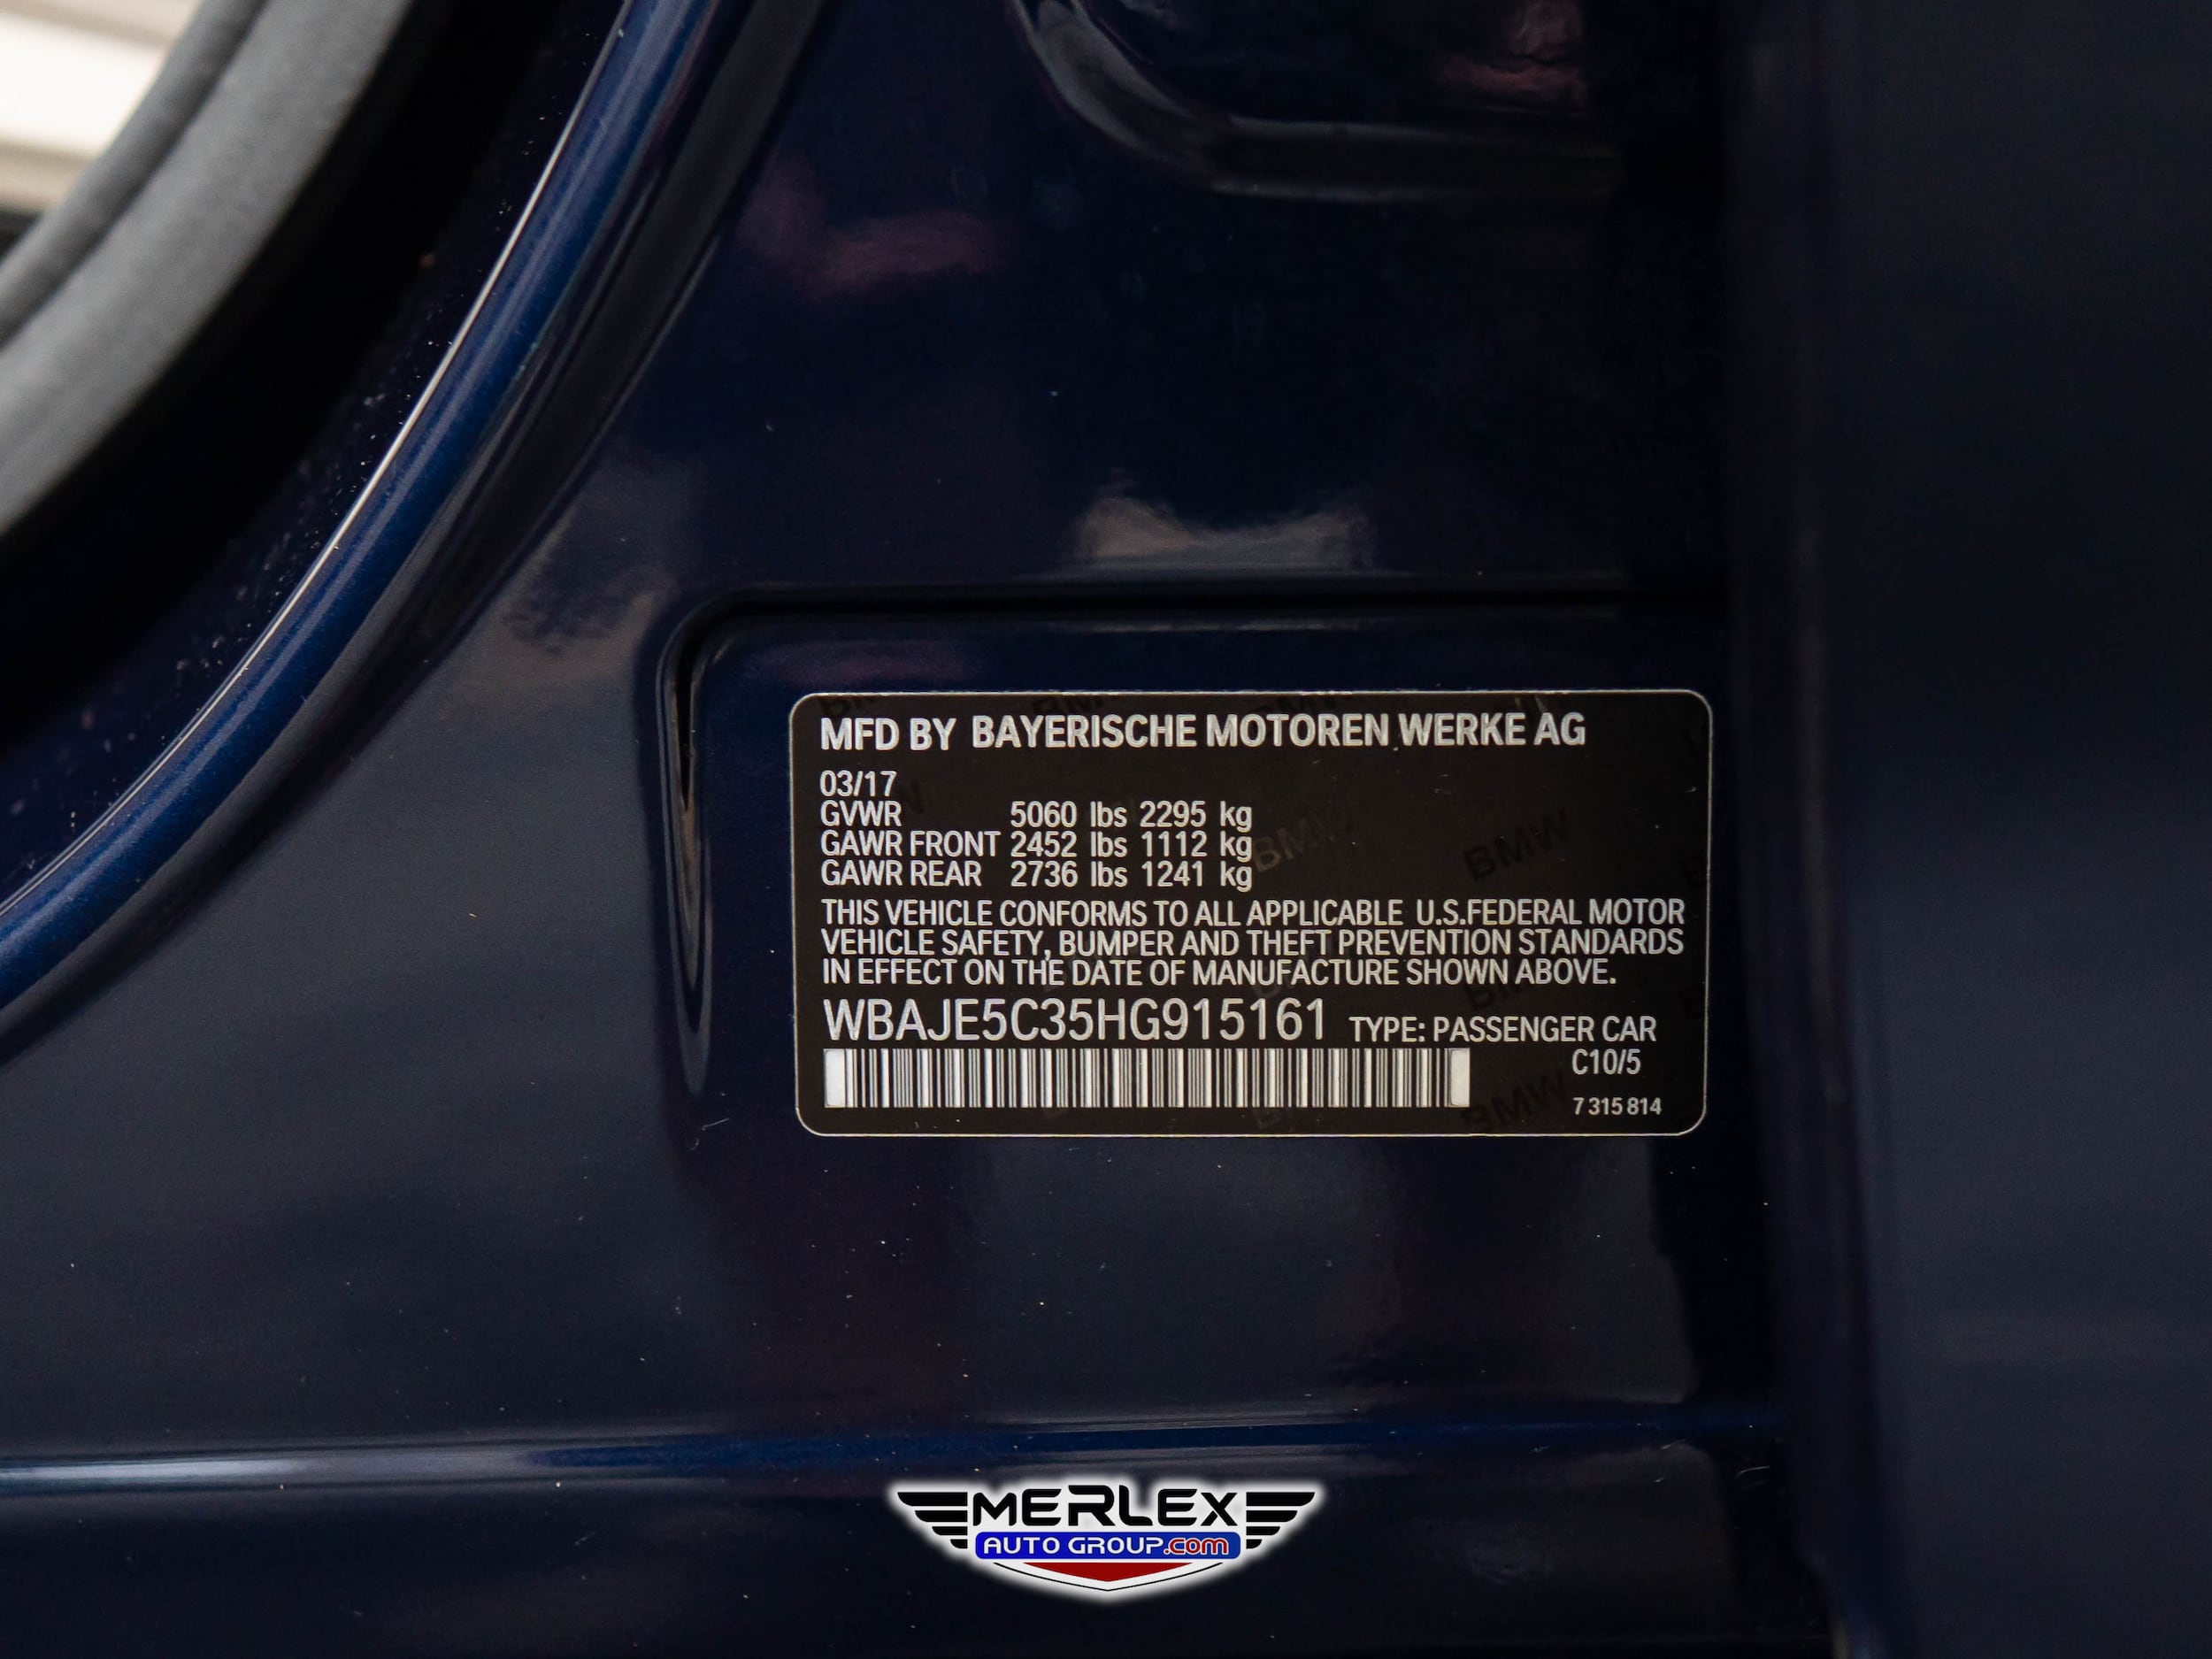 MFD BY BAYERISCHE MOTOREN WERKE AG
03/17
GVWR 5060 lbs 2295 kg
GAWR FRONT 2452 lbs 1112 kg
GAWR REAR 2736 lbs 1241 kg
THIS VEHICLE CONFORMS TO ALL APPLICABLE U.S.FEDERAL MOTOR
VEHICLE SAFETY, BUMPER AND THEFT PREVENTION STANDARDS
IN EFFECT ON THE DATE OF MANUFACTURE SHOWN ABOVE.
WBAJE5C35HG915161 TYPE: PASSENGER CAR
C10/5
7 315 814
BMW
BMW
BMW
MERLEX
AUTO GROUP.com